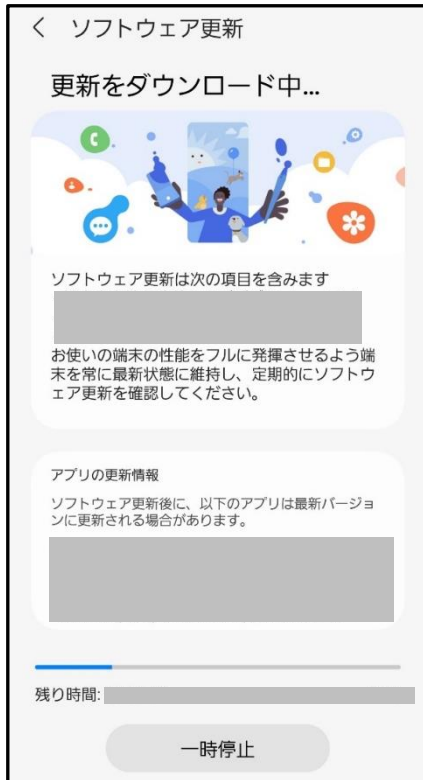 ソフトウェア更新
更新をダウンロード中...
ソフトウェア更新は次の項目を含みます
お使いの端末の性能をフルに発揮させるよう端
末を常に最新状態に維持し、定期的にソフトウ
ェア更新を確認してください。
アプリの更新情報
ソフトウェア更新後に、以下のアプリは最新バージョ
ンに更新される場合があります。
残り時間:
一時停止